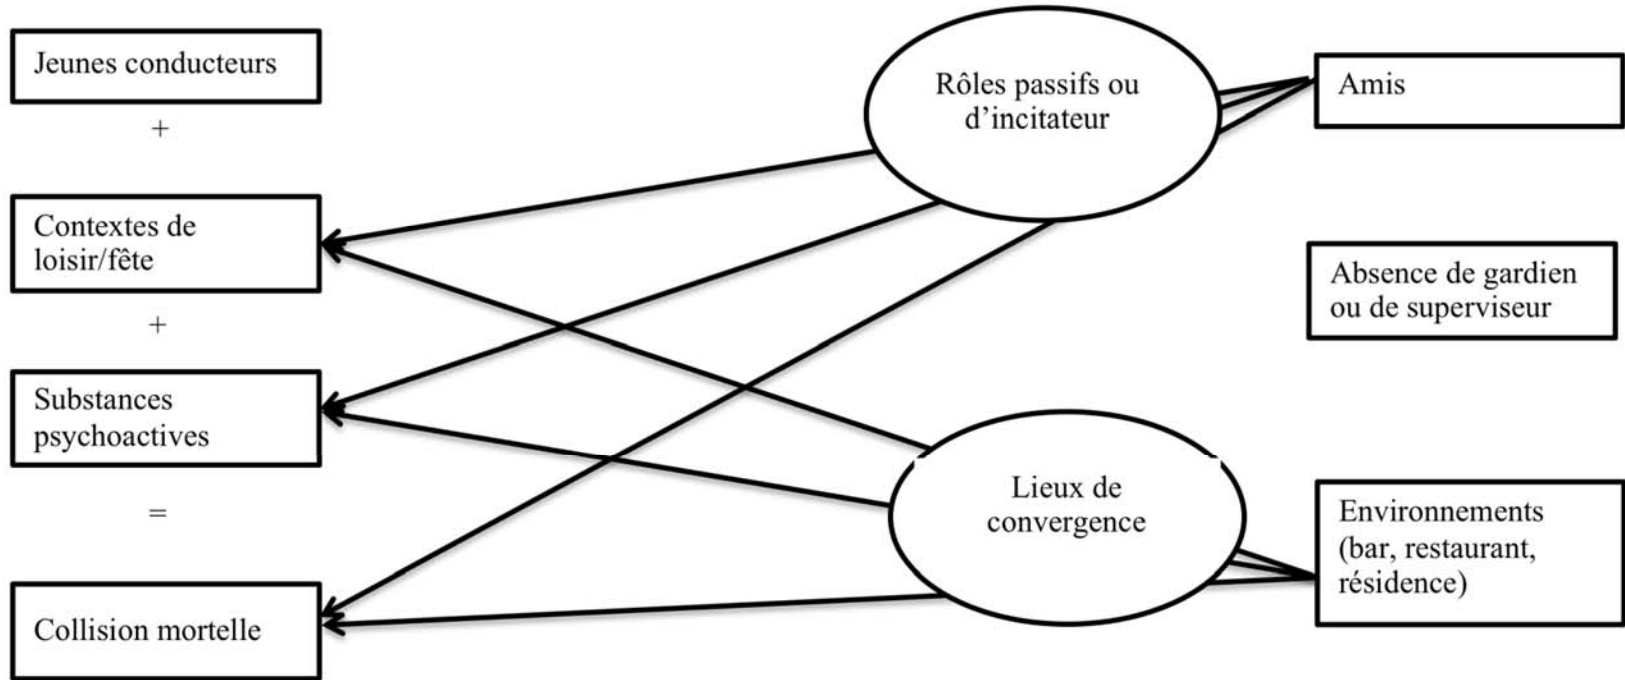 Jeunes conducteurs
+
Contextes de
loisir/fête
+
Substances
psychoactives
=
Collision mortelle
Rôles passifs ou
d’incitateur
Lieux de
convergence
Amis
Absence de gardien
ou de superviseur
Environnements
(bar, restaurant,
résidence)